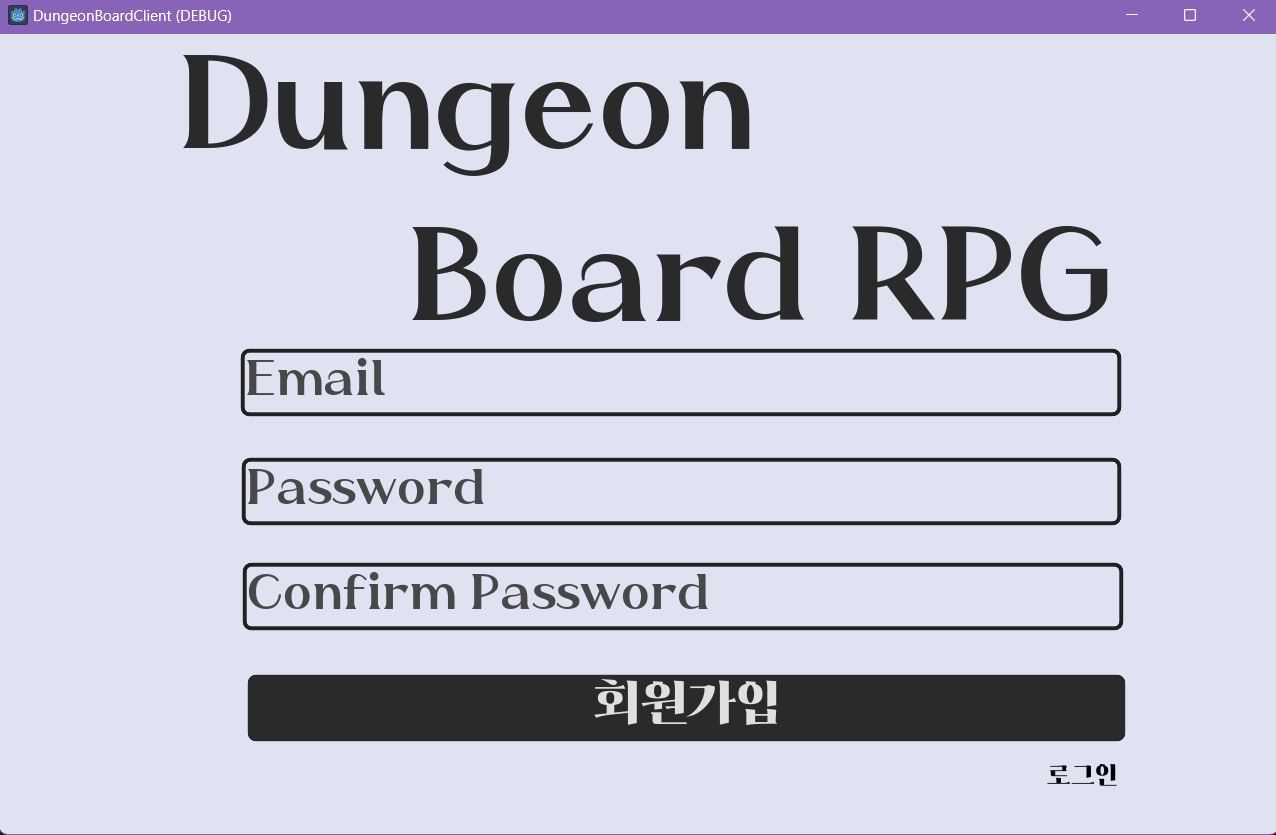 DungeonBoardClient (DEBUG)
Dungeon
Board RPG
Email
Password
Confirm Password
회원가입
로그인